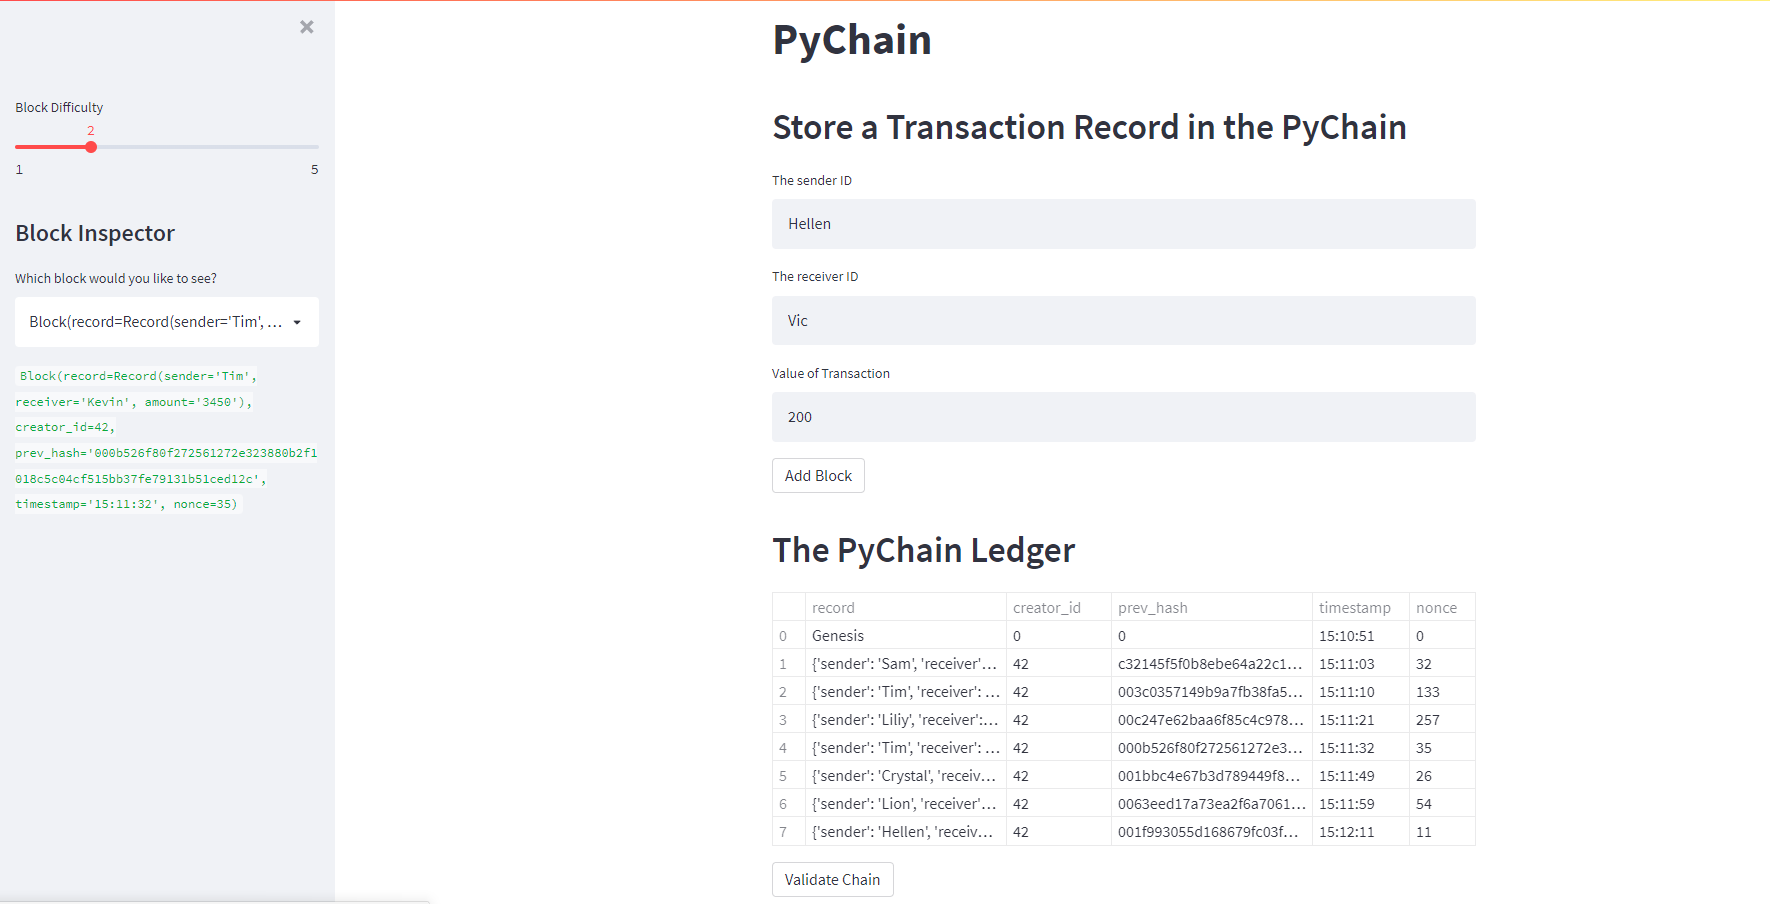 ×
Block Difficulty
2
1 5
Block Inspector
Which block would you like to see?
Block(record=Record(sender='Tim', ...
Block(record=Record(sender='Tim',
receiver='Kevin', amount='3450'),
creator_id=42,
prev_hash='000b526f80f272561272e323880b2f1
018c5c04cf515bb37fe79131b51ced12c',
timestamp='15:11:32', nonce=35)
PyChain
Store a Transaction Record in the PyChain
The sender ID
Hellen
The receiver ID
Vic
Value of Transaction
200
Add Block
The PyChain Ledger
record creator_id prev_hash timestamp nonce
0 Genesis 0 0 15:10:51 0
1 {'sender': 'Sam', 'receiver'... 42 c32145f5f0b8ebe64a22c1... 15:11:03 32
2 {'sender': 'Tim', 'receiver': ... 42 003c0357149b9a7fb38fa5... 15:11:10 133
3 {'sender': 'Liliy', 'receiver':... 42 00c247e62baa6f85c4c978... 15:11:21 257
4 {'sender': 'Tim', 'receiver': ... 42 000b526f80f272561272e3... 15:11:32 35
5 {'sender': 'Crystal', 'receiv... 42 001bbc4e67b3d789449f8... 15:11:49 26
6 {'sender': 'Lion', 'receiver'... 42 0063eed17a73ea2f6a7061... 15:11:59 54
7 {'sender': 'Hellen', 'receiv... 42 001f993055d168679fc03f... 15:12:11 11
Validate Chain